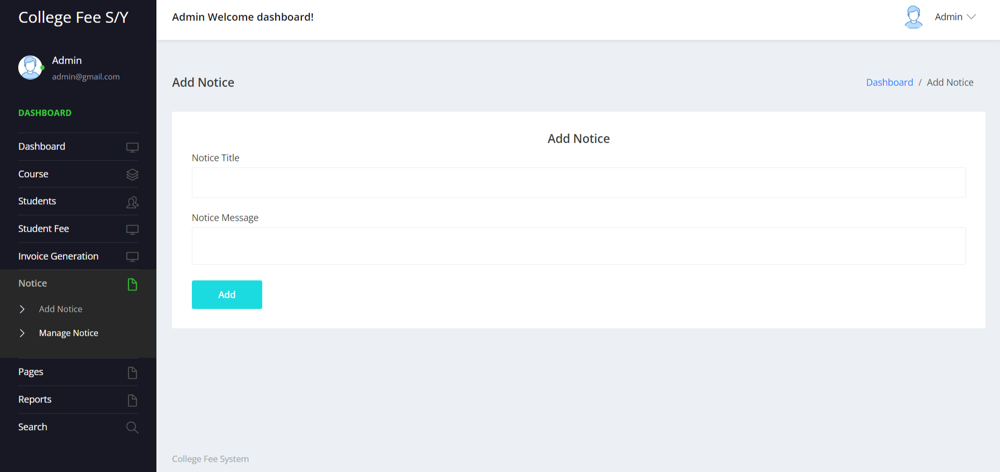 College Fee S/Y
Admin Welcome dashboard!
Admin
Admin
admin@gmail.com
DASHBOARD
Dashboard
Course
Students
Student Fee
Invoice Generation
Notice
Add Notice
Manage Notice
Pages
Reports
Search
Add Notice
Dashboard / Add Notice
Add Notice
Notice Title
Notice Message
Add
College Fee System